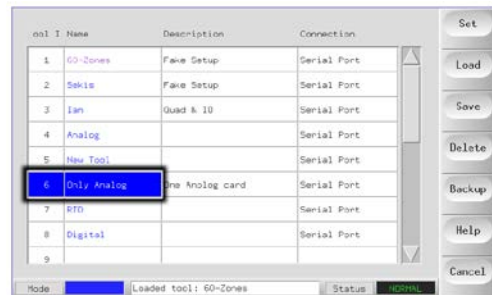 ool I Name Description Connection
1 60-Zones Fake Setup Serial Port
2 Sekis Fake Setup Serial Port
3 Ian Quad & IO Serial Port
4 Analog Serial Port
5 New Tool Serial Port
6 Only Analog One Anolog card Serial Port
7 RTD Serial Port
8 Digital Serial Port
9
Set
Load
Save
Delete
Backup
Help
Cancel
Mode Loaded tool: 60-Zones Status NORMAL